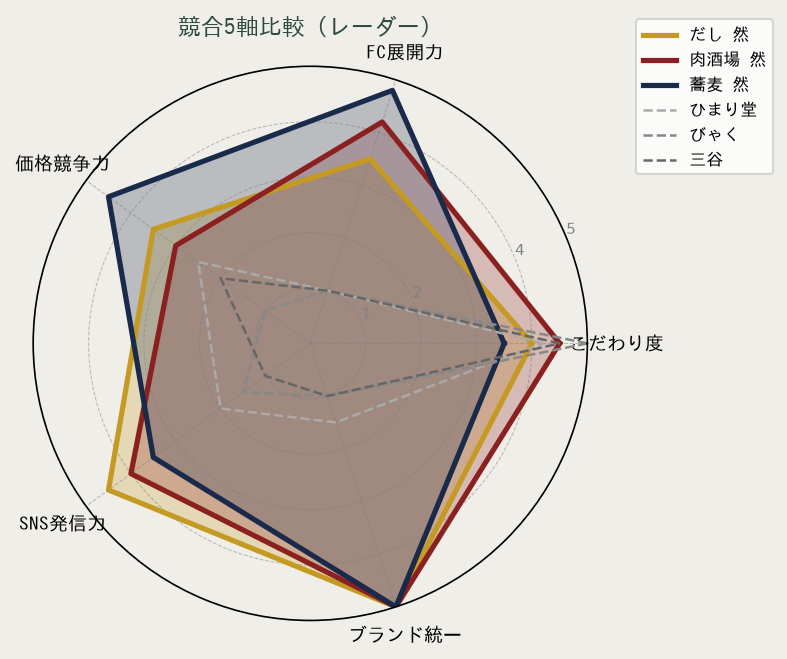 競合5軸比較（レーダー）
FC展開力
価格競争力
こだわり度
SNS発信力
ブランド統一
1
2
4
5
だし 然
肉酒場 然
蕎麦 然
ひまり堂
びゃく
三谷